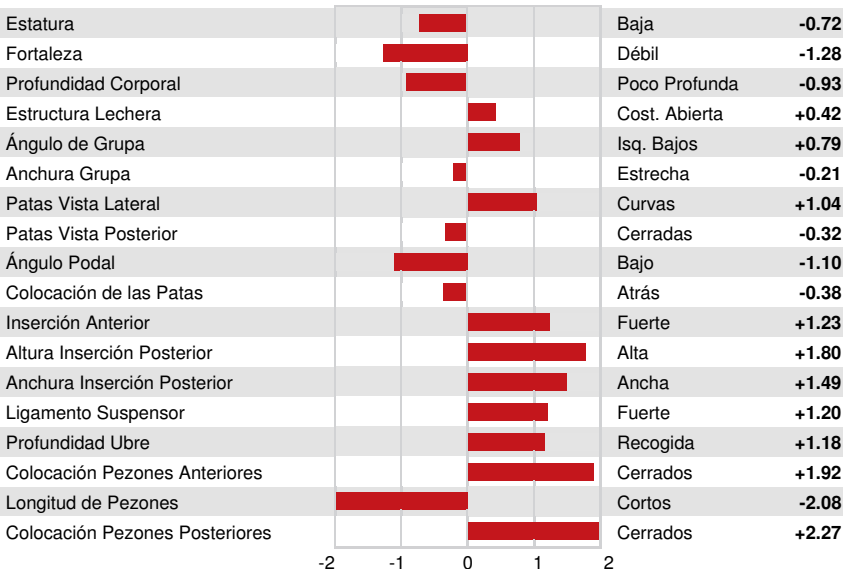 Estatura Baja -0.72
Fortaleza Débil -1.28
Profundidad Corporal Poco Profunda -0.93
Estructura Lechera Cost. Abierta +0.42
Ángulo de Grupa Isq. Bajos +0.79
Anchura Grupa Estrecha -0.21
Patas Vista Lateral Curvas +1.04
Patas Vista Posterior Cerradas -0.32
Ángulo Podal Bajo -1.10
Colocación de las Patas Atrás -0.38
Inserción Anterior Fuerte +1.23
Altura Inserción Posterior Alta +1.80
Anchura Inserción Posterior Ancha +1.49
Ligamento Suspensor Fuerte +1.20
Profundidad Ubre Recogida +1.18
Colocación Pezones Anteriores Cerrados +1.92
Longitud de Pezones Cortos -2.08
Colocación Pezones Posteriores Cerrados +2.27
-2 -1 0 1 2